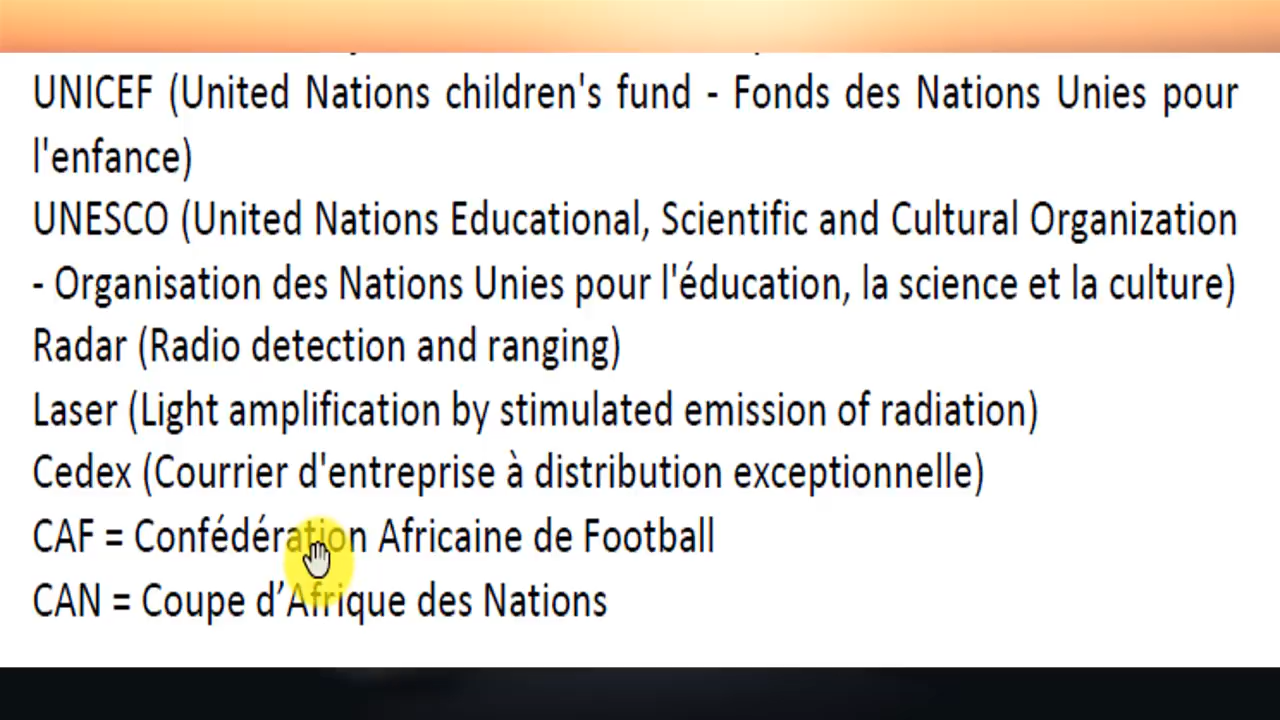 UNICEF (United Nations children's fund - Fonds des Nations Unies pour
l'enfance)
UNESCO (United Nations Educational, Scientific and Cultural Organization
- Organisation des Nations Unies pour l'éducation, la science et la culture)
Radar (Radio detection and ranging)
Laser (Light amplification by stimulated emission of radiation)
Cedex (Courrier d'entreprise à distribution exceptionnelle)
CAF = Confédération Africaine de Football
CAN = Coupe d’Afrique des Nations